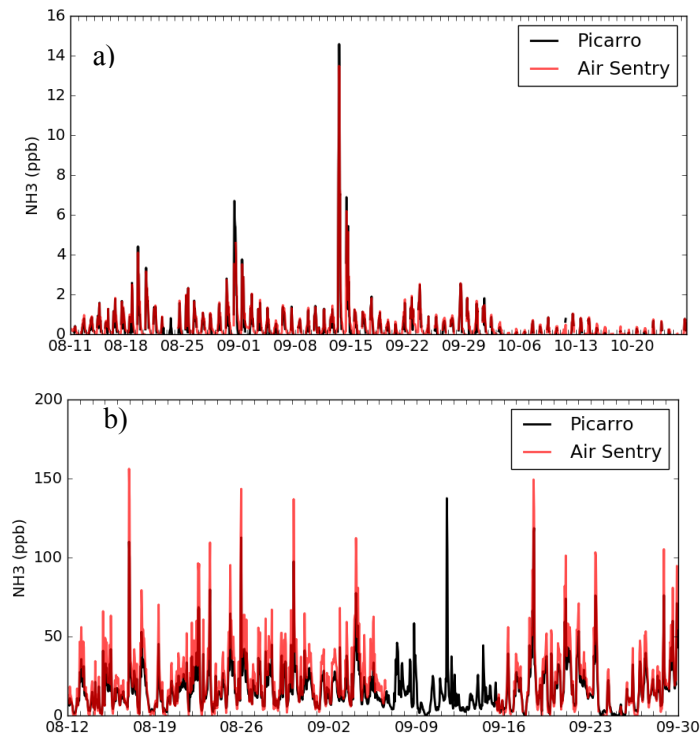 16
14
12
10
8
6
4
2
0
NH3 (ppb)
a)
Picarro
Air Sentry
08-11 08-18 08-25 09-01 09-08 09-15 09-22 09-29 10-06 10-13 10-20
200
150
100
50
0
NH3 (ppb)
b)
Picarro
Air Sentry
08-12 08-19 08-26 09-02 09-09 09-16 09-23 09-30